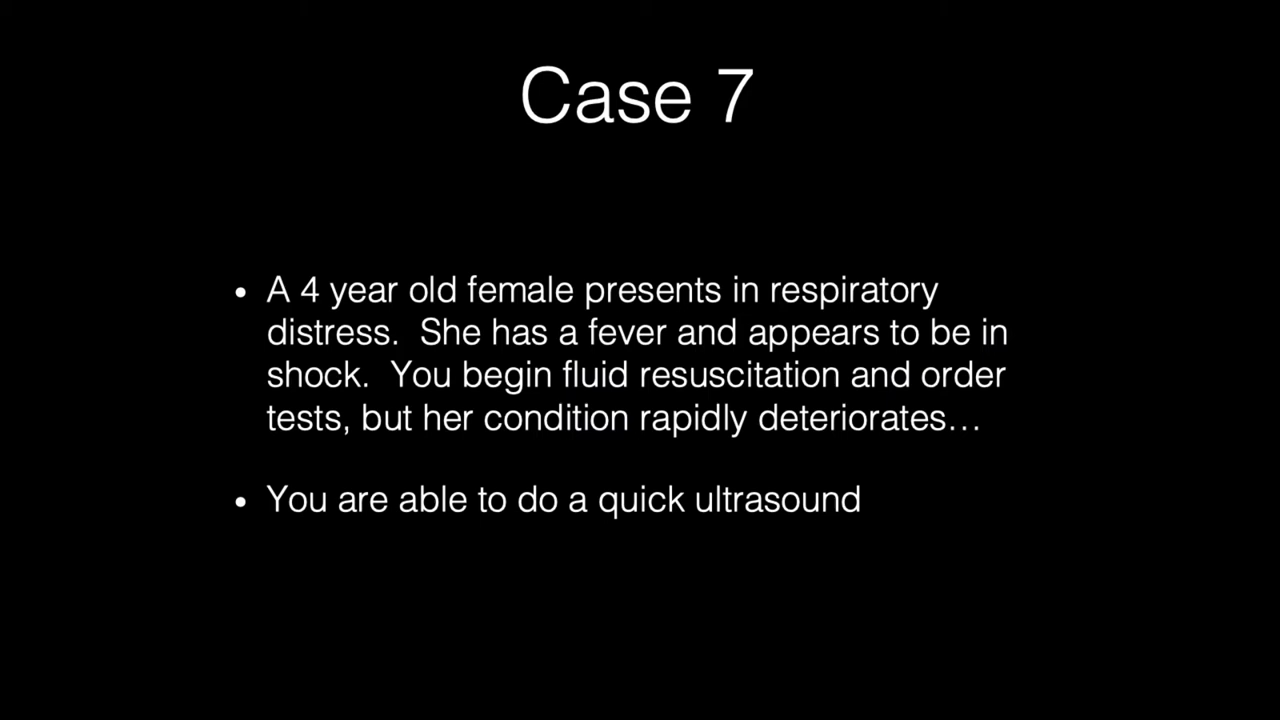 Case 7
• A 4 year old female presents in respiratory
distress.  She has a fever and appears to be in
shock.  You begin fluid resuscitation and order
tests, but her condition rapidly deteriorates…
• You are able to do a quick ultrasound